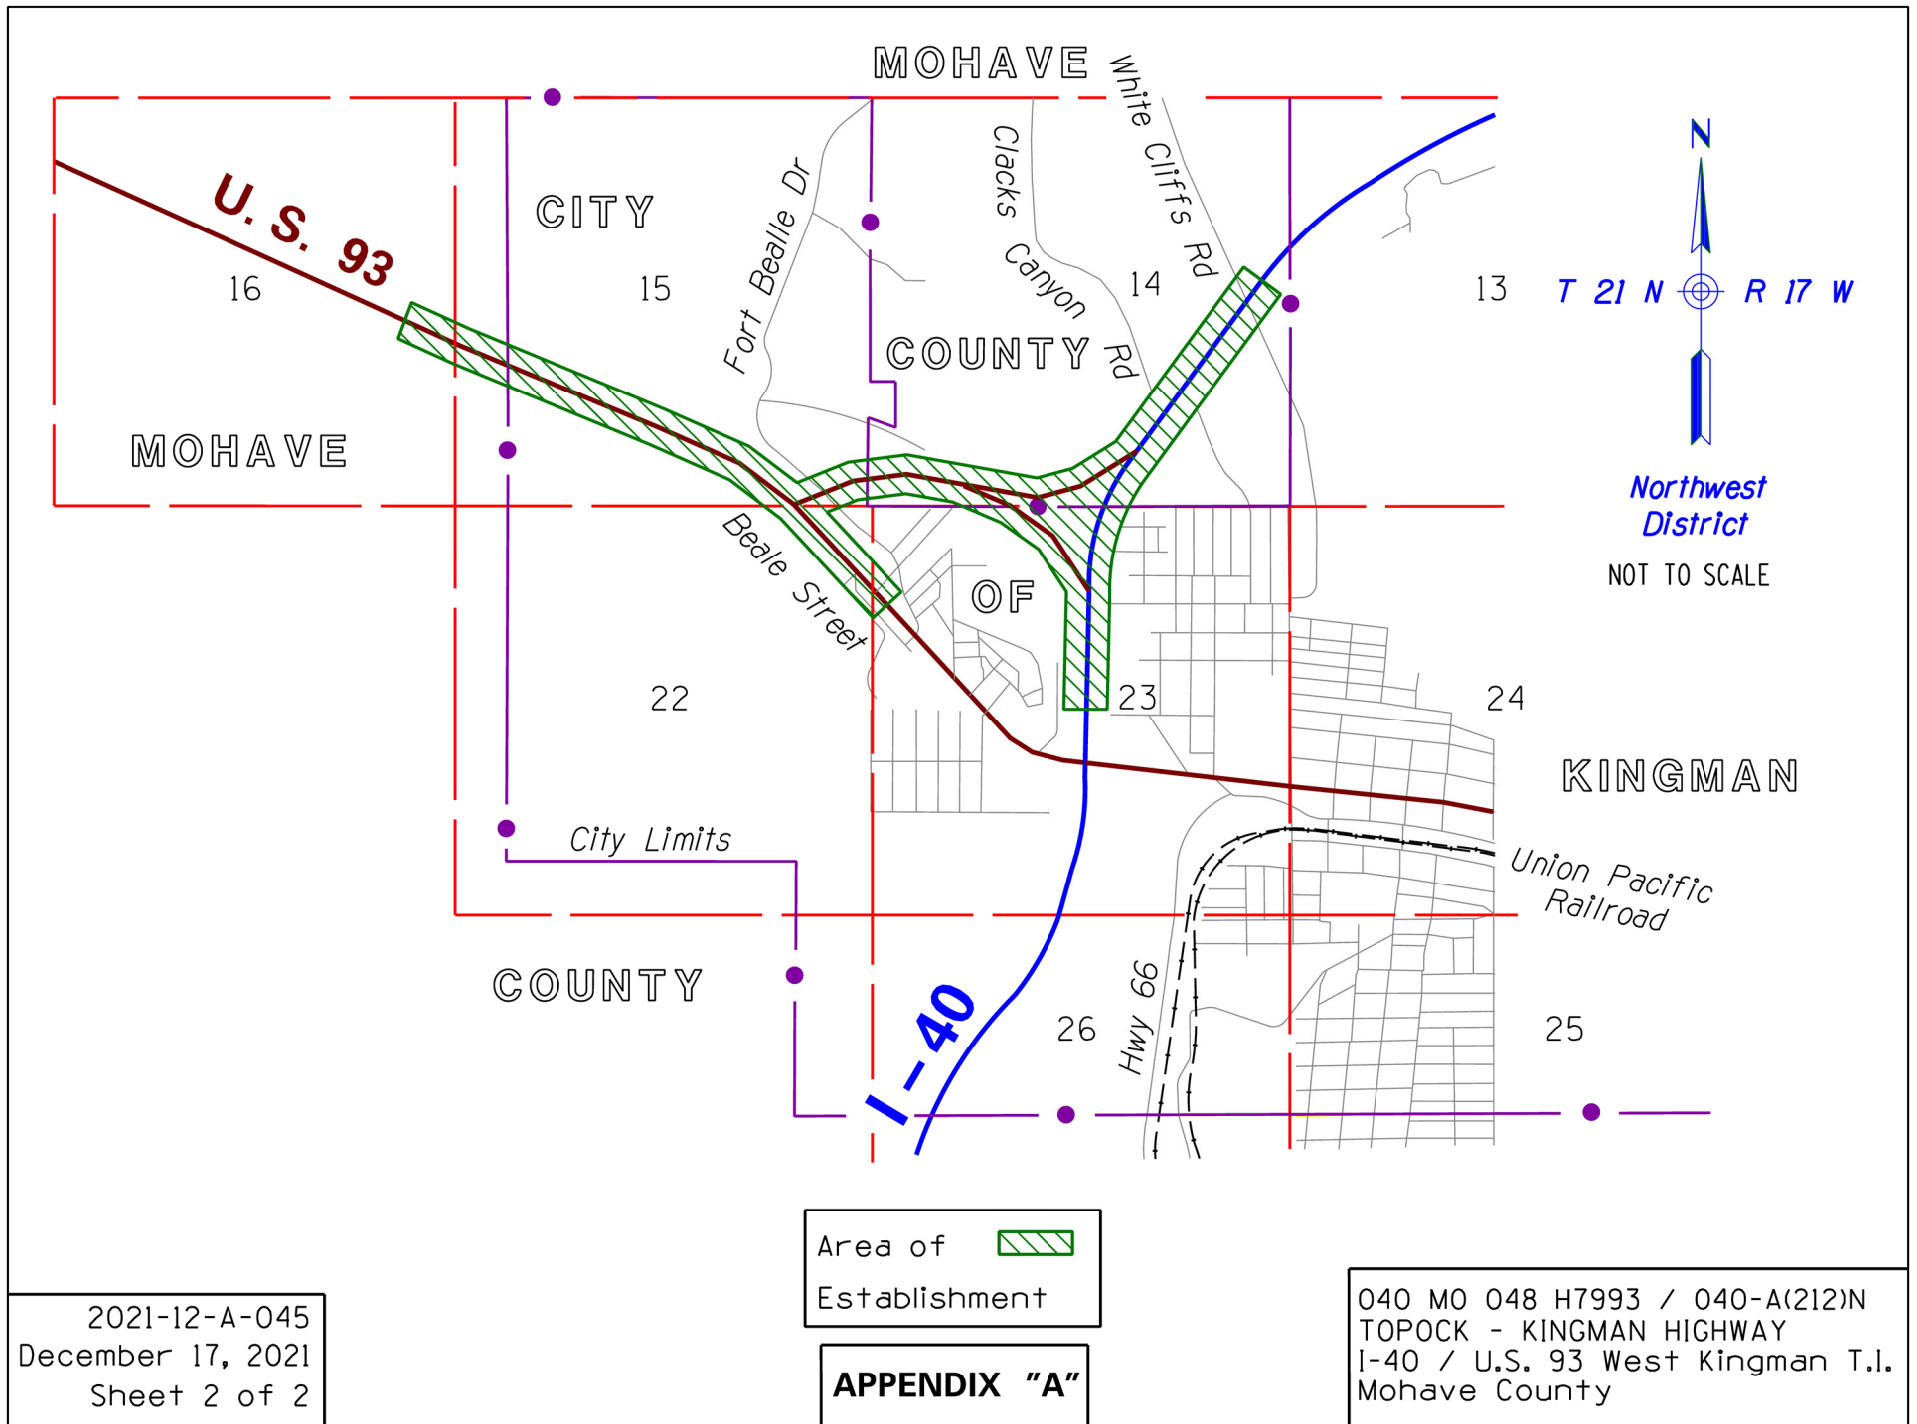 MOHAVE
White Cliffs Rd
Clacks Canyon Rd
Fort Bealle Dr
U.S. 93
CITY
16
15
14
13
N
T 21 N R 17 W
COUNTY
MOHAVE
Northwest
District
NOT TO SCALE
Beale Street
OF
22
23
24
KINGMAN
City Limits
Union Pacific
Railroad
COUNTY
I-40
26
Hwy 66
25
Area of
Establishment
APPENDIX "A"
2021-12-A-045
December 17, 2021
Sheet 2 of 2
040 MO 048 H7993 / 040-A(212)N
TOPOCK - KINGMAN HIGHWAY
I-40 / U.S. 93 West Kingman T.I.
Mohave County